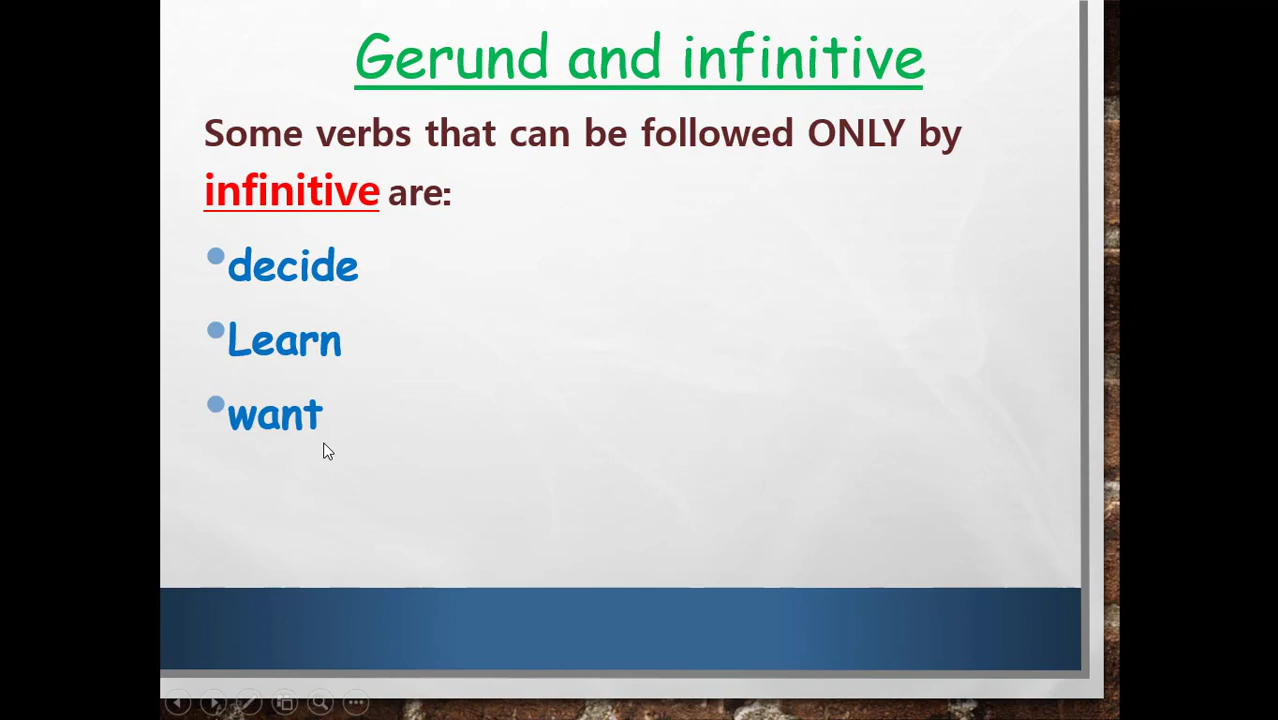 Gerund and infinitive
Some verbs that can be followed ONLY by
infinitive are:
decide
Learn
want